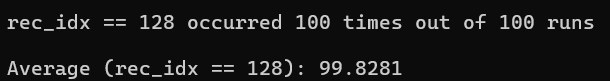 rec_idx == 128 occurred 100 times out of 100 runs
Average (rec_idx == 128): 99.8281